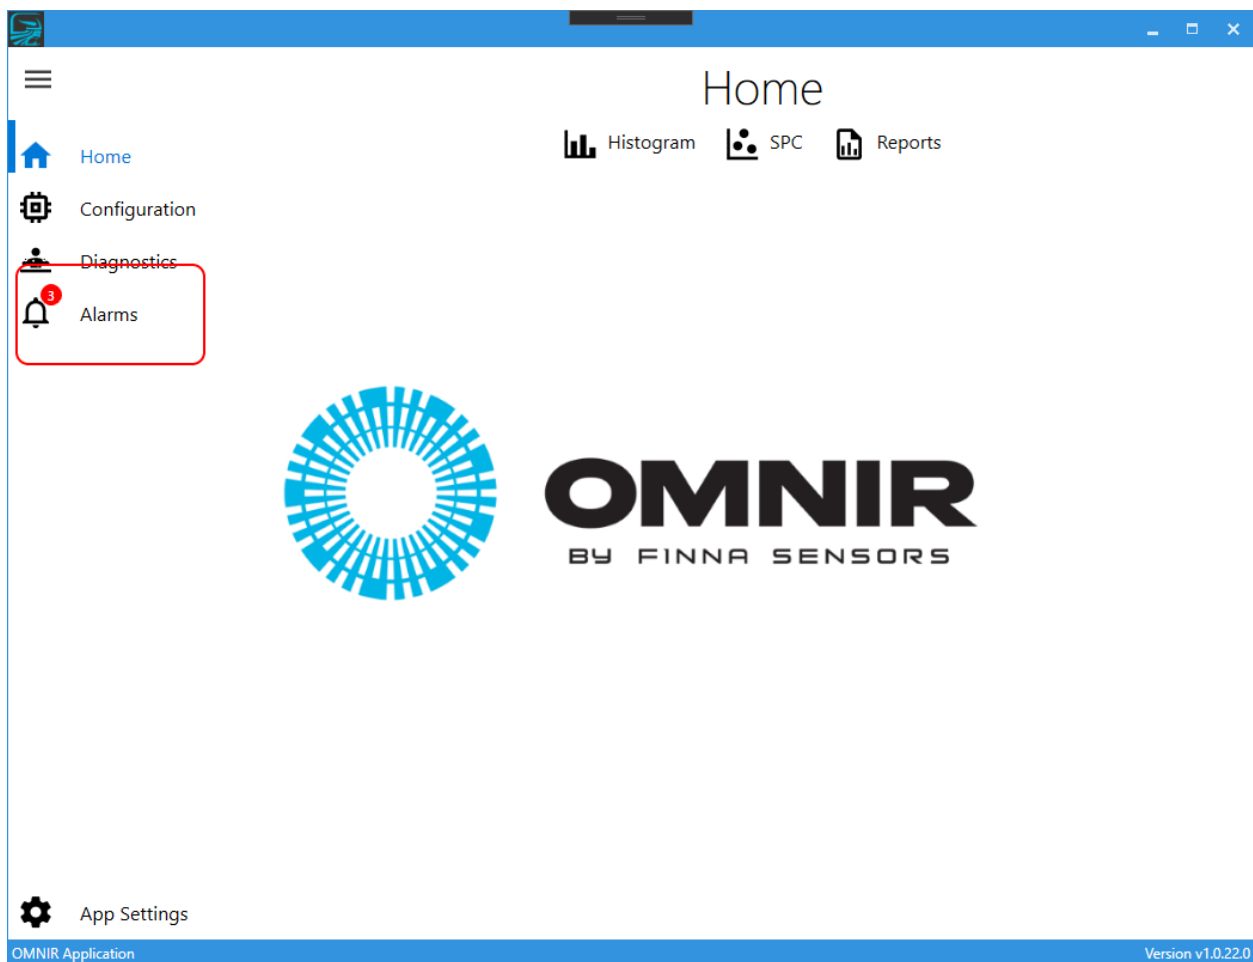 Home
Histogram SPC Reports
Home
Configuration
Diagnostics
3
Alarms
OMNIR
BY FINNA SENSORS
App Settings
OMNIR Application Version v1.0.22.0